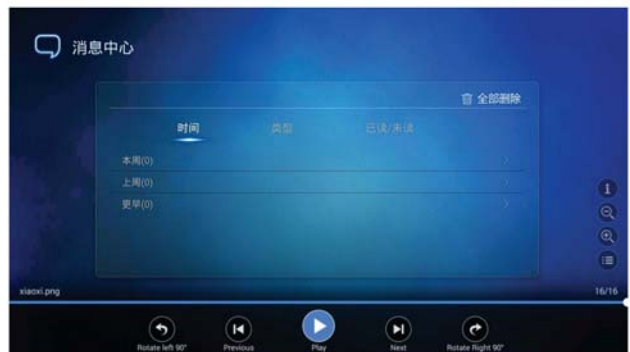 消息中心
全部删除
时间 类型 已读/未读
本周(0)
上周(0)
更早(0)
xiaoxi.png 16/16
Rotate left 90° Previous Play Next Rotate Right 90°